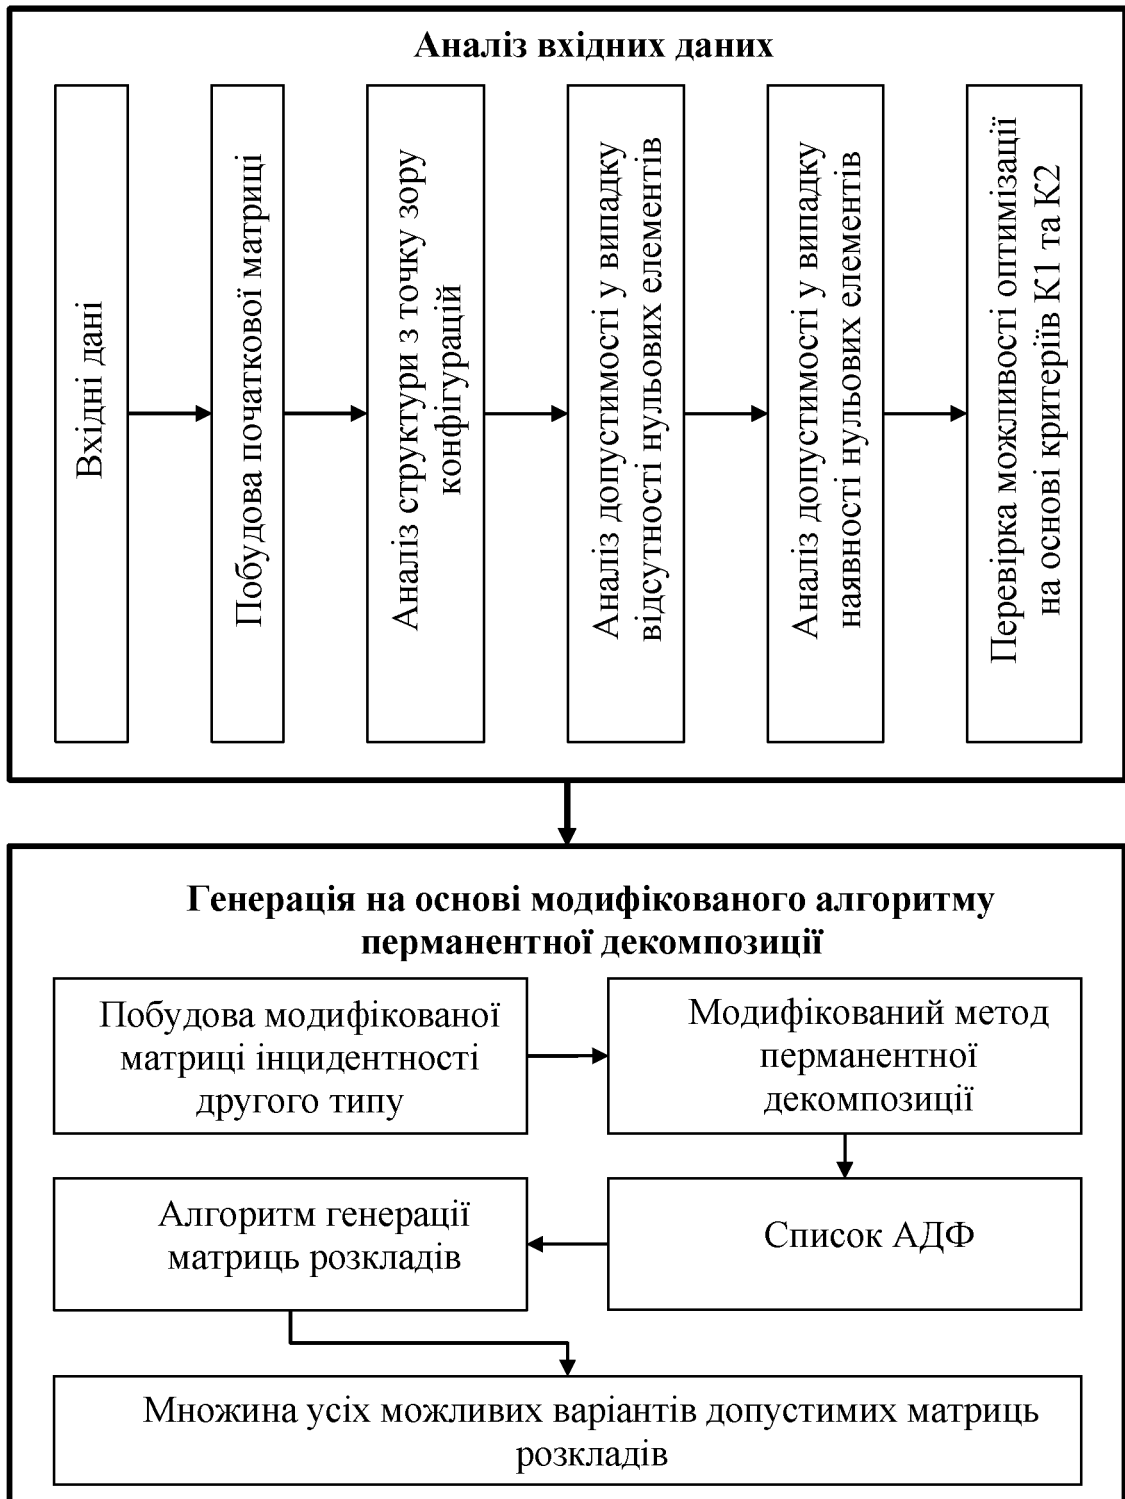 Аналіз вхідних даних
Вхідні дані
Побудова початкової матриці
Аналіз структури з точку зору
конфігурацій
Аналіз допустимості у випадку
відсутності нульових елементів
Аналіз допустимості у випадку
наявності нульових елементів
Перевірка можливості оптимізації
на основі критеріїв К1 та К2
Генерація на основі модифікованого алгоритму
перманентної декомпозиції
Побудова модифікованої
матриці інцидентності
другого типу
Модифікований метод
перманентної
декомпозиції
Алгоритм генерації
матриць розкладів
Список АДФ
Множина усіх можливих варіантів допустимих матриць
розкладів